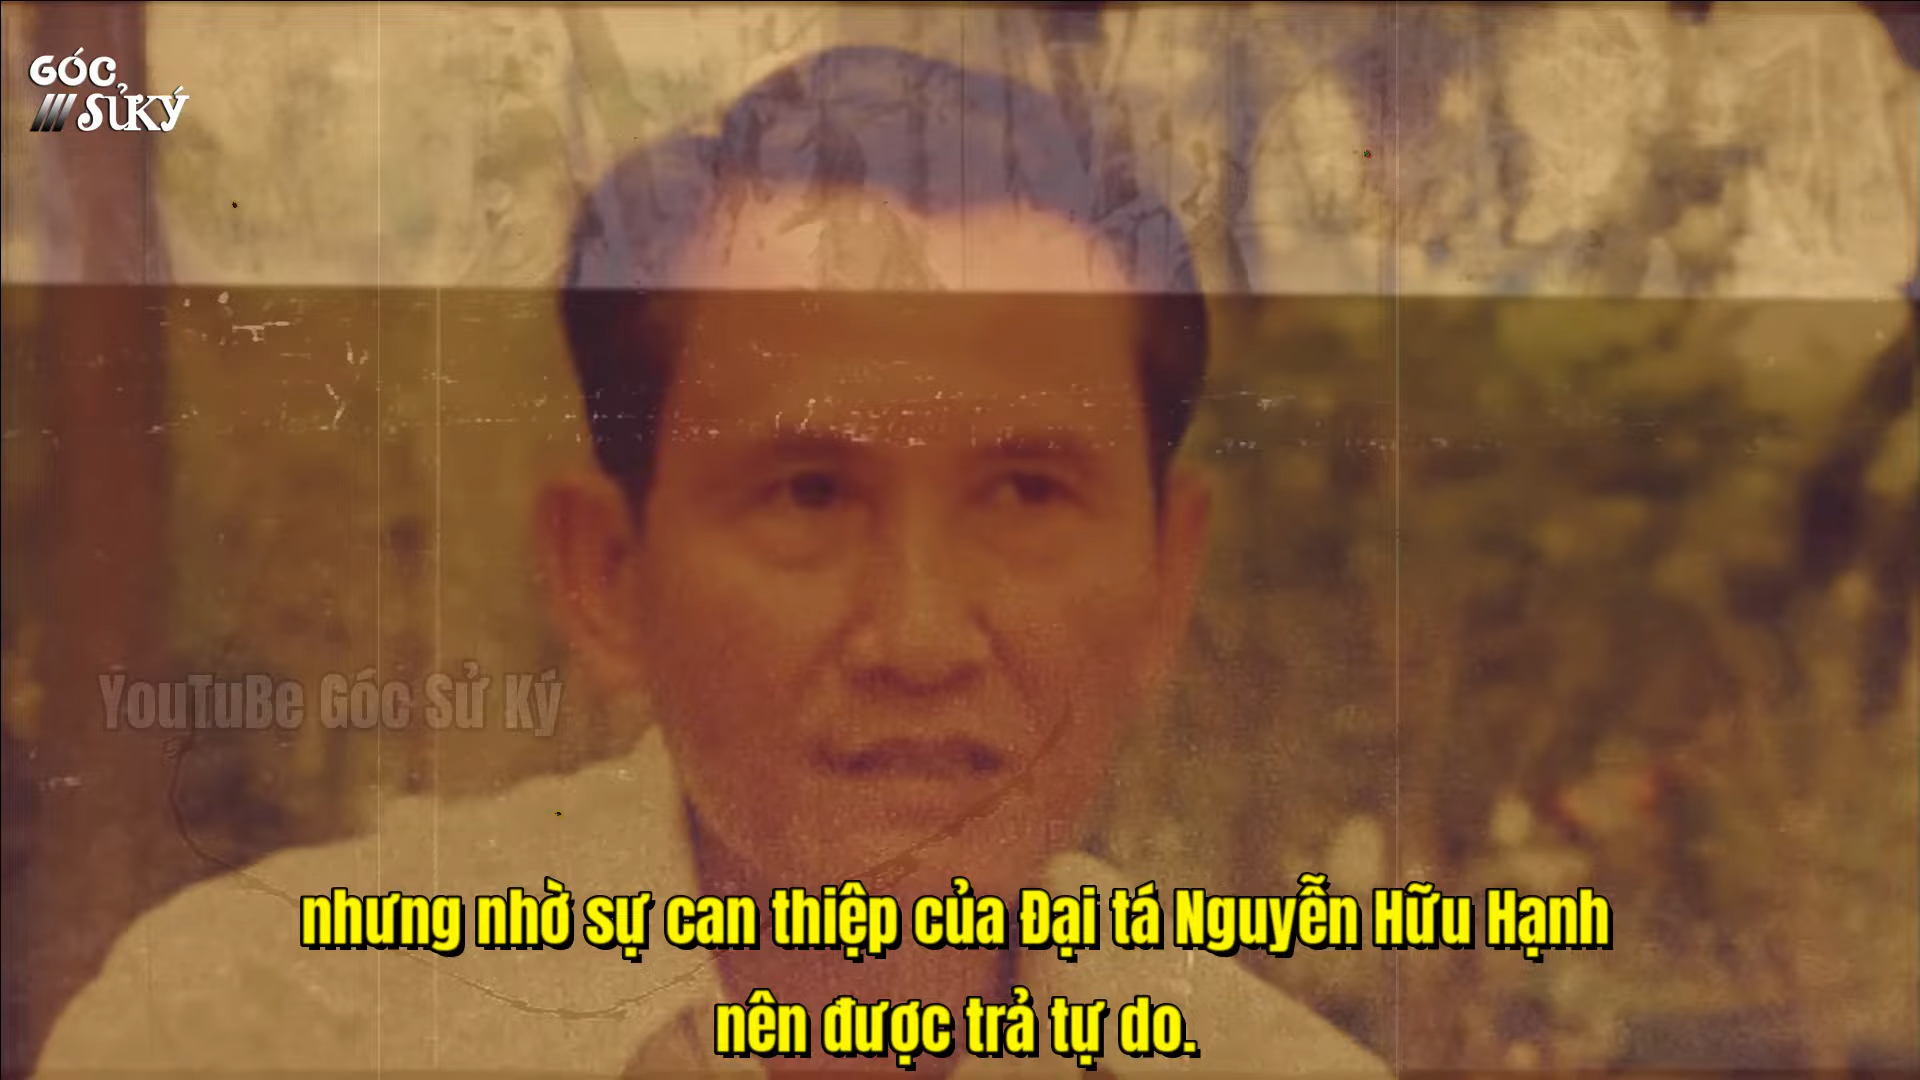 GÓC
SỬ KÝ
YouTuBe Góc Sử Ký
nhưng nhờ sự can thiệp của Đại tá Nguyễn Hữu Hạnh
nên được trả tự do.